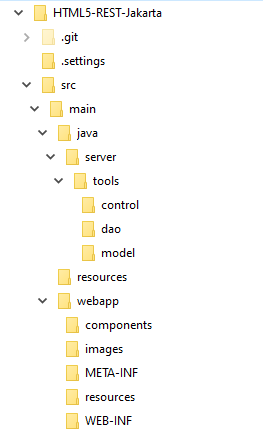 HTML5-REST-Jakarta
.git
.settings
src
main
java
server
tools
control
dao
model
resources
webapp
components
images
META-INF
resources
WEB-INF